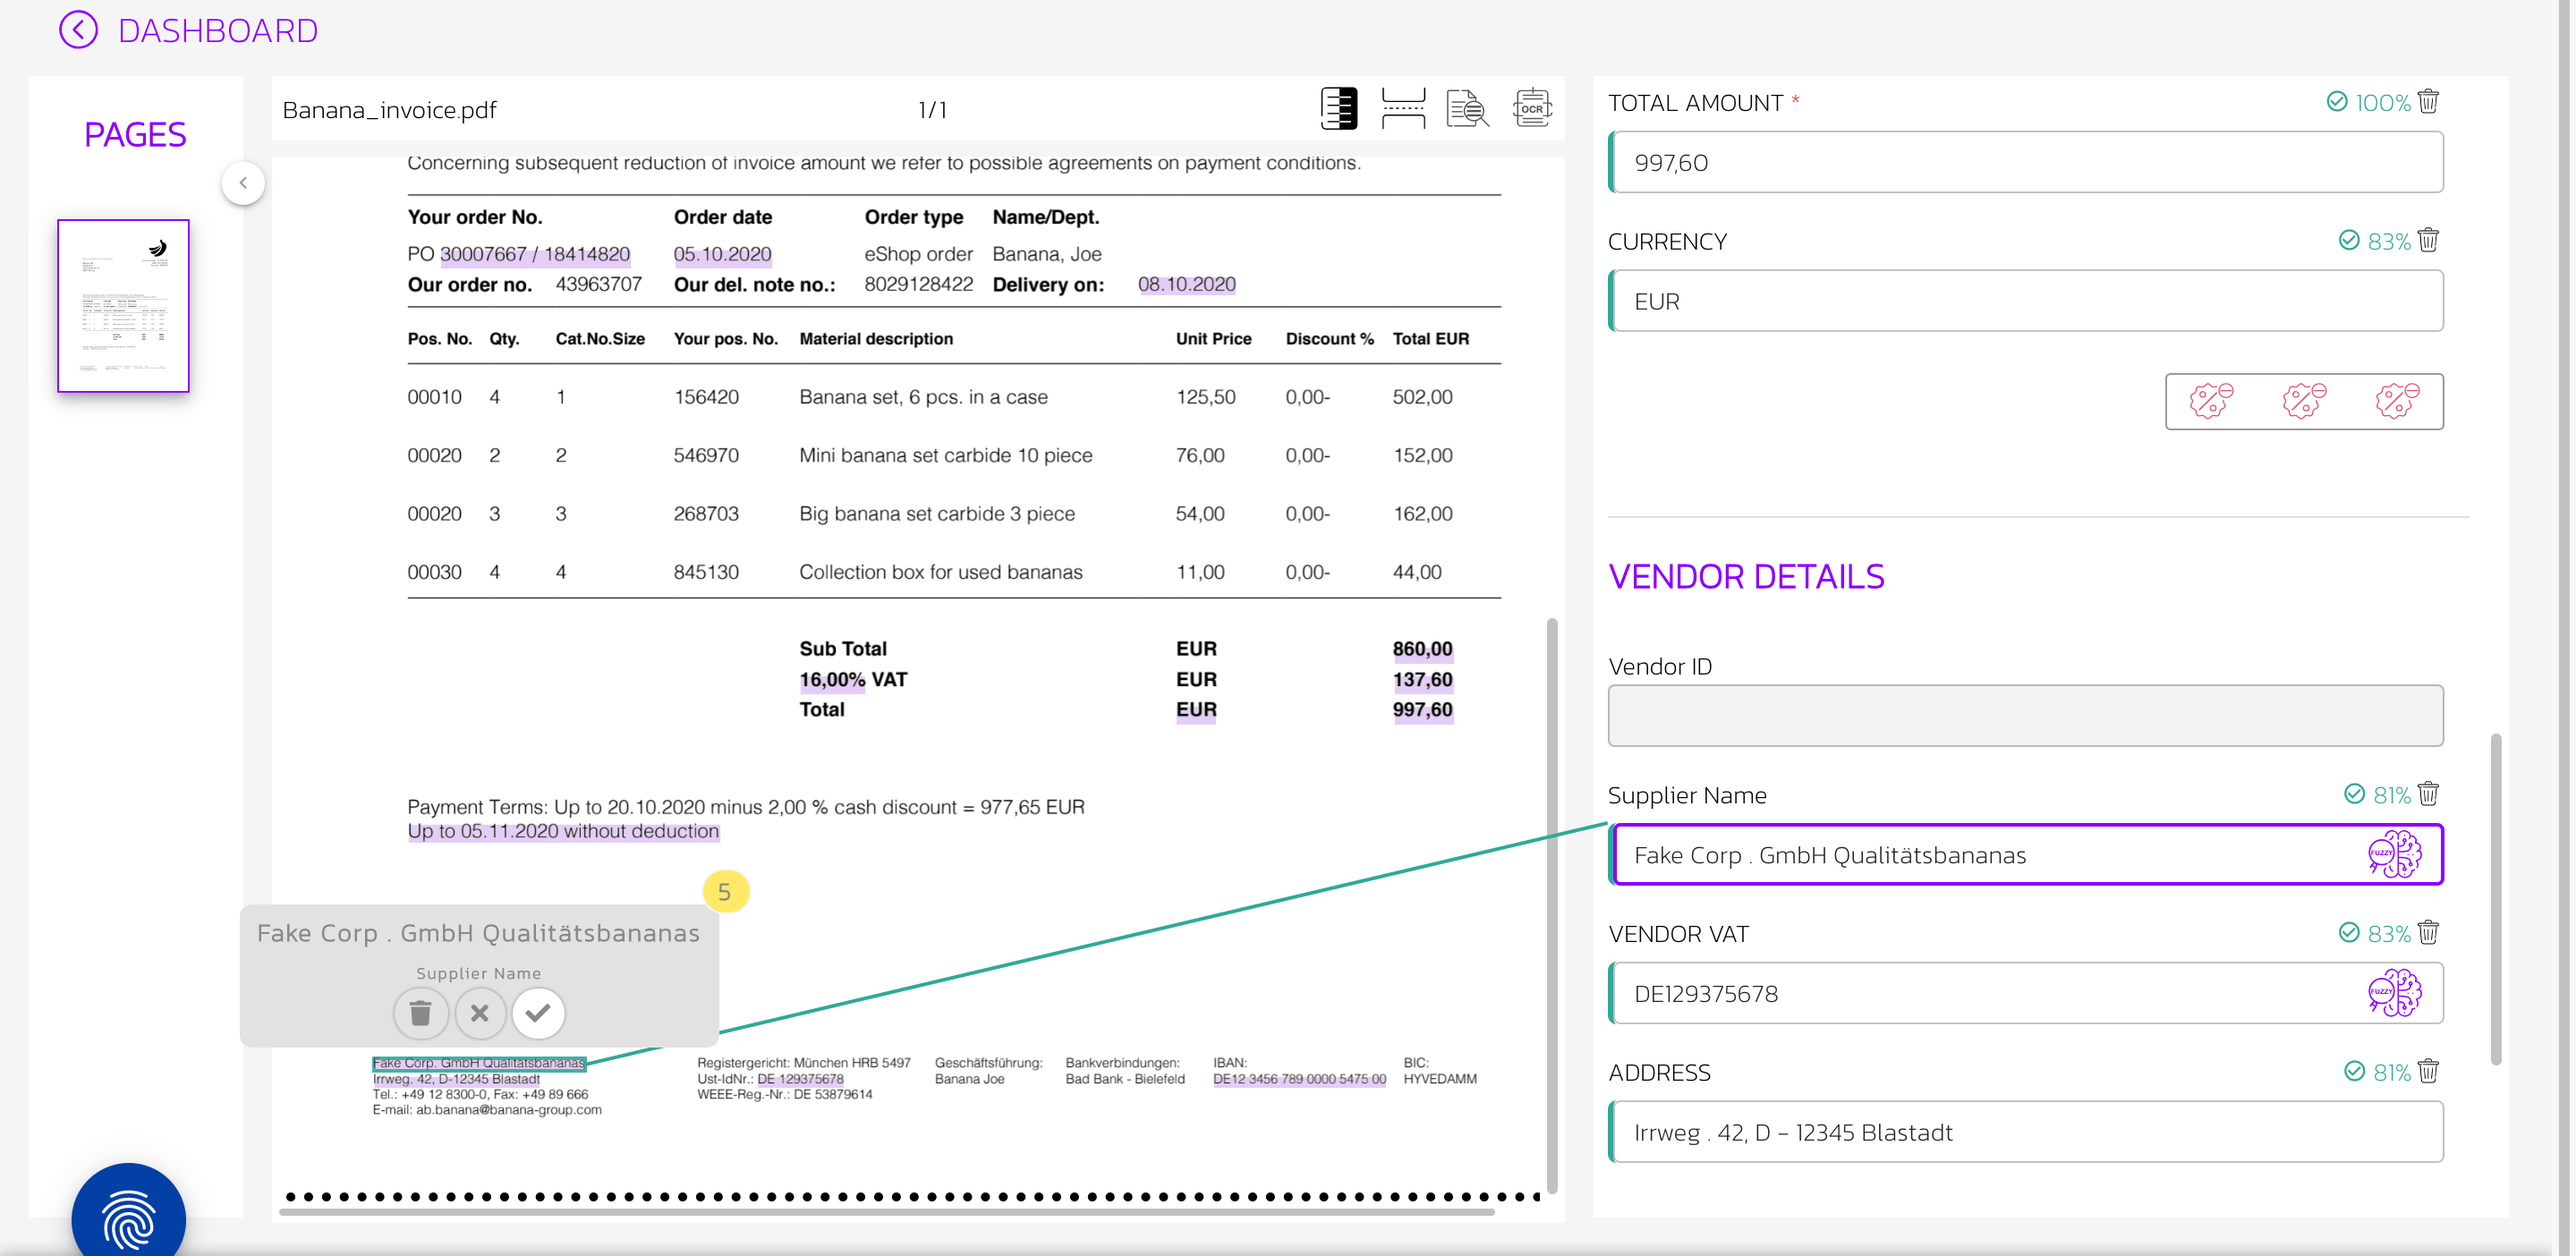 DASHBOARD
PAGES
Banana_invoice.pdf 1/1 OCR
Concerning subsequent reduction of invoice amount we refer to possible agreements on payment conditions.
Your order No. Order date Order type Name/Dept.
PO 30007667 / 18414820 05.10.2020 eShop order Banana, Joe
Our order no. 43963707 Our del. note no.: 8029128422 Delivery on: 08.10.2020
Pos. No. Qty. Cat.No.Size Your pos. No. Material description Unit Price Discount % Total EUR
00010 4 1 156420 Banana set, 6 pcs. in a case 125,50 0,00- 502,00
00020 2 2 546970 Mini banana set carbide 10 piece 76,00 0,00- 152,00
00020 3 3 268703 Big banana set carbide 3 piece 54,00 0,00- 162,00
00030 4 4 845130 Collection box for used bananas 11,00 0,00- 44,00
Sub Total EUR 860,00
16,00% VAT EUR 137,60
Total EUR 997,60
Payment Terms: Up to 20.10.2020 minus 2,00 % cash discount = 977,65 EUR
Up to 05.11.2020 without deduction
5
Fake Corp . GmbH Qualitätsbananas
Supplier Name
Fake Corp. GmbH Qualitätsbananas
Irrweg. 42, D-12345 Blastadt
Tel.: +49 12 8300-0, Fax: +49 89 666
E-mail: ab.banana@banana-group.com
Registergericht: München HRB 5497
Ust-IdNr.: DE 129375678
WEEE-Reg.-Nr.: DE 53879614
Geschäftsführung:
Banana Joe
Bankverbindungen:
Bad Bank - Bielefeld
IBAN:
DE12 3456 789 0000 5475 00
BIC:
HYVEDAMM
TOTAL AMOUNT * 100%
997,60
CURRENCY 83%
EUR
VENDOR DETAILS
Vendor ID
Supplier Name 81%
Fake Corp . GmbH Qualitätsbananas FUZZY
VENDOR VAT 83%
DE129375678 FUZZY
ADDRESS 81%
Irrweg . 42, D - 12345 Blastadt